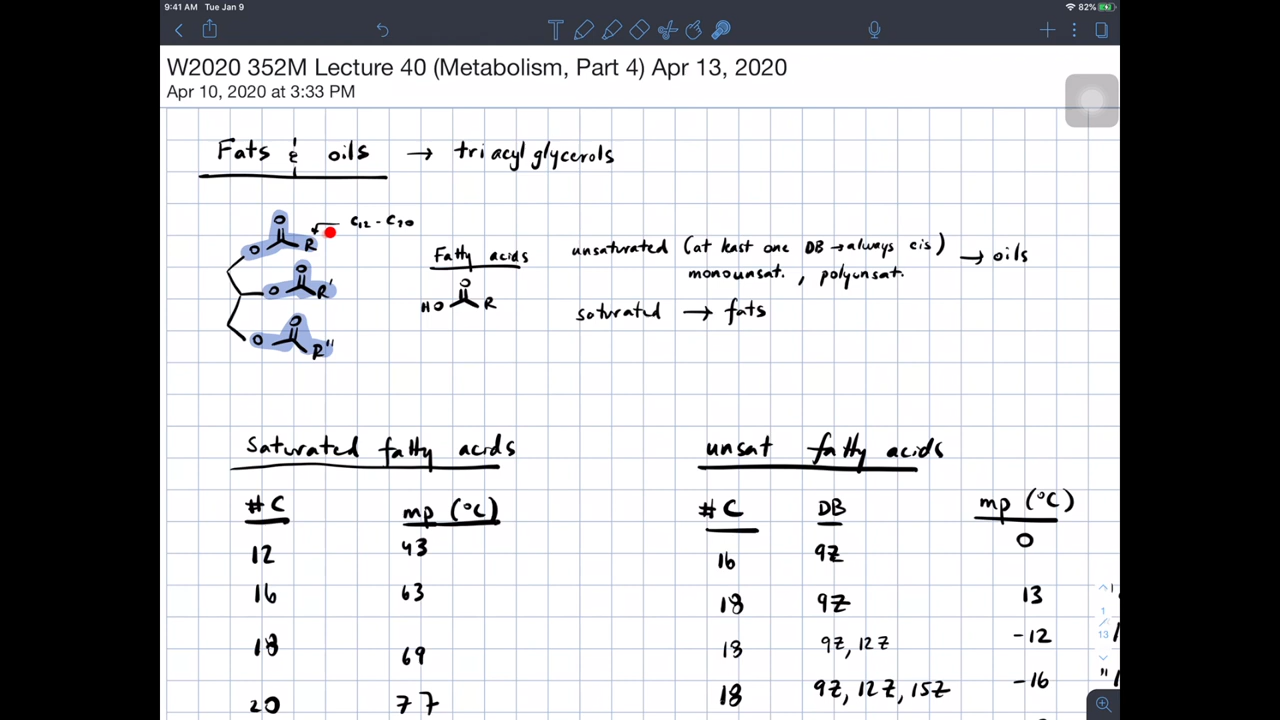 9:41 AM Tue Jan 9
82%
W2020 352M Lecture 40 (Metabolism, Part 4) Apr 13, 2020
Apr 10, 2020 at 3:33 PM
Fats & oils → triacyl glycerols
O
O R C12 - C20
O
O R'
O
O R"
Fatty acids
O
HO R
unsaturated (at least one DB → always cis) → oils
monounsat. , polyunsat.
saturated → fats
Saturated fatty acids
# C mp (°C)
12 43
16 63
18 69
20 77
unsat fatty acids
# C DB mp (°C)
16 9Z 0
18 9Z 13
18 9Z, 12Z -12
18 9Z, 12Z, 15Z -16
1
13